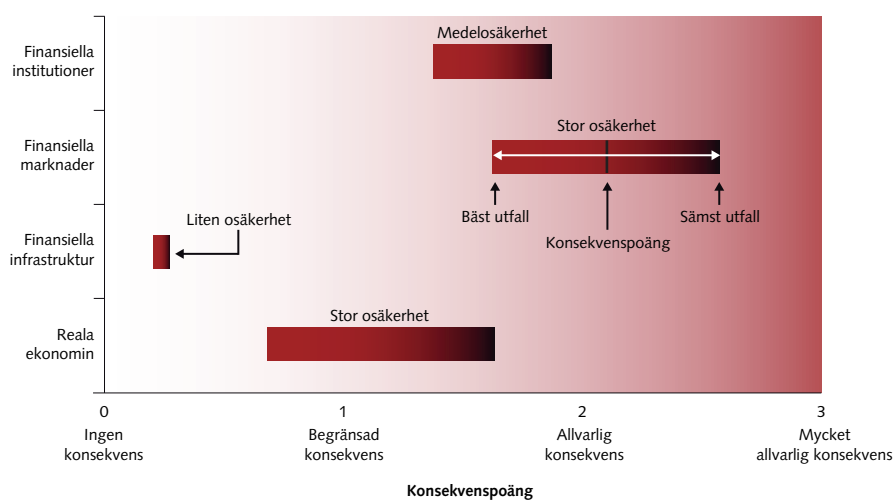 Finansiella
institutioner
Medelosäkerhet
Finansiella
marknader
Stor osäkerhet
Bäst utfall
Konsekvenspoäng
Sämst utfall
Finansiella
infrastruktur
Liten osäkerhet
Reala
ekonomin
Stor osäkerhet
0
Ingen
konsekvens
1
Begränsad
konsekvens
2
Allvarlig
konsekvens
3
Mycket
allvarlig konsekvens
Konsekvenspoäng